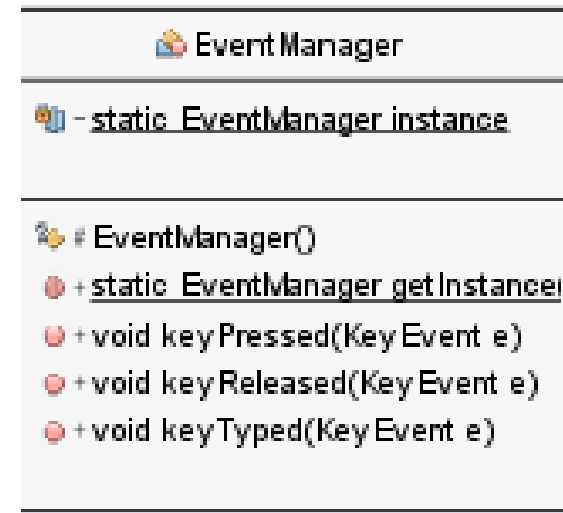 EventManager
- static EventManager instance
# EventManager()
+ static EventManager getInstance(
+ void keyPressed(KeyEvent e)
+ void keyReleased(KeyEvent e)
+ void keyTyped(KeyEvent e)